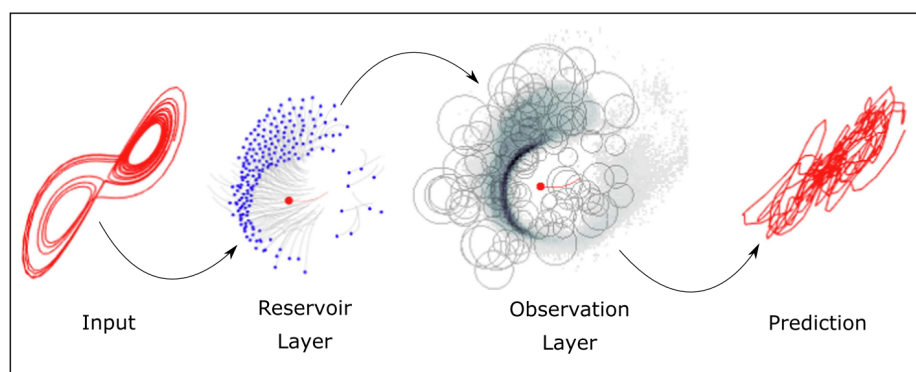 Input
Reservoir
Layer
Observation
Layer
Prediction